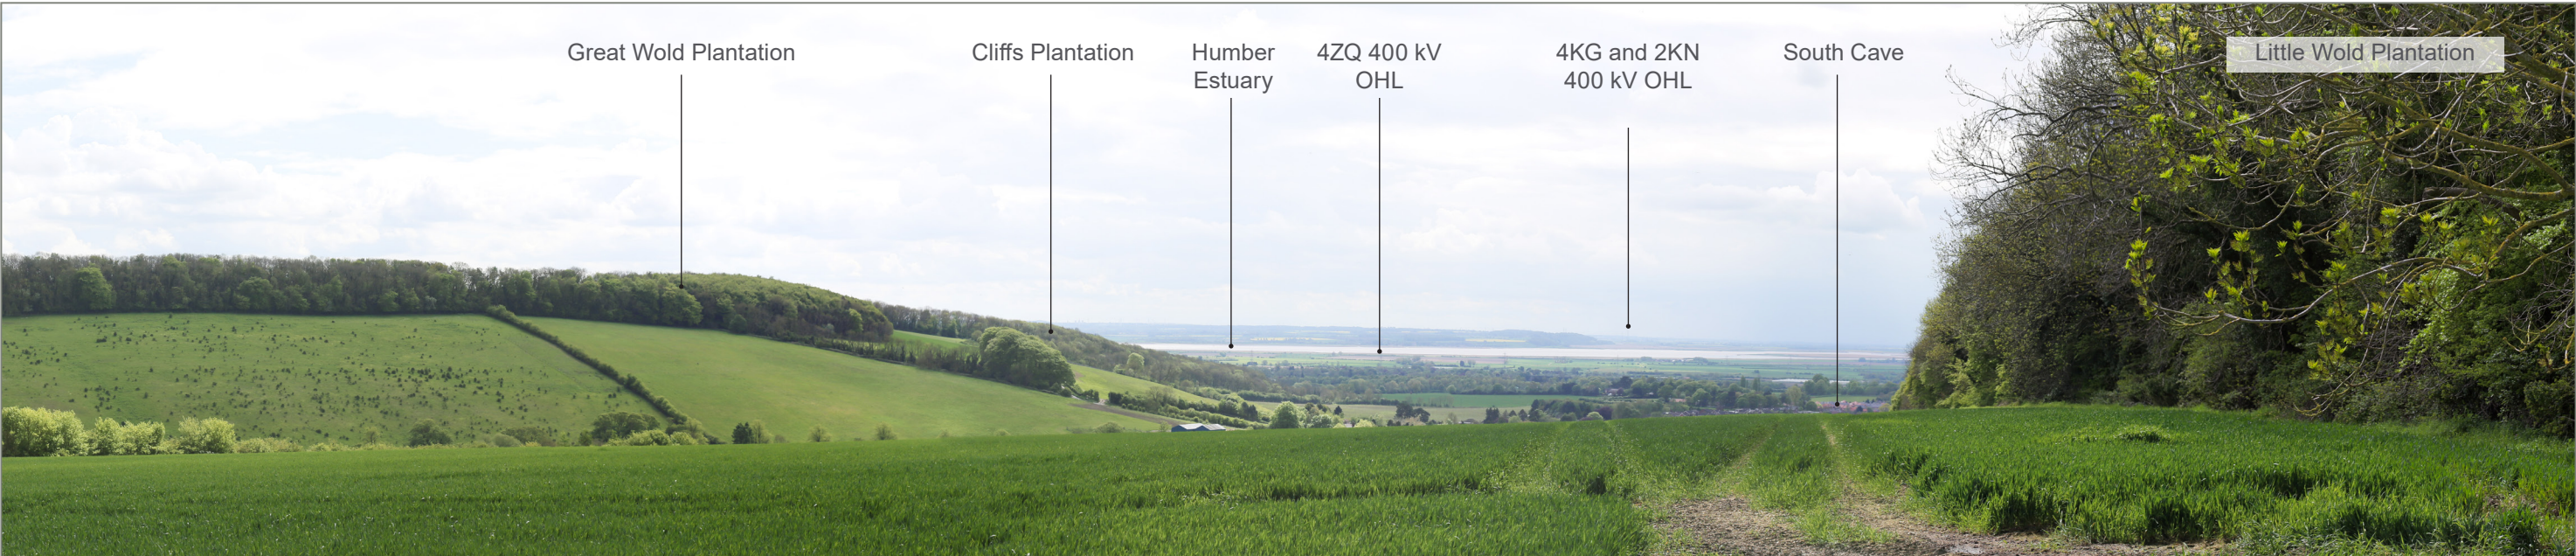 Great Wold Plantation
Cliffs Plantation
Humber
Estuary
4ZQ 400 kV
OHL
4KG and 2KN
400 kV OHL
South Cave
Little Wold Plantation